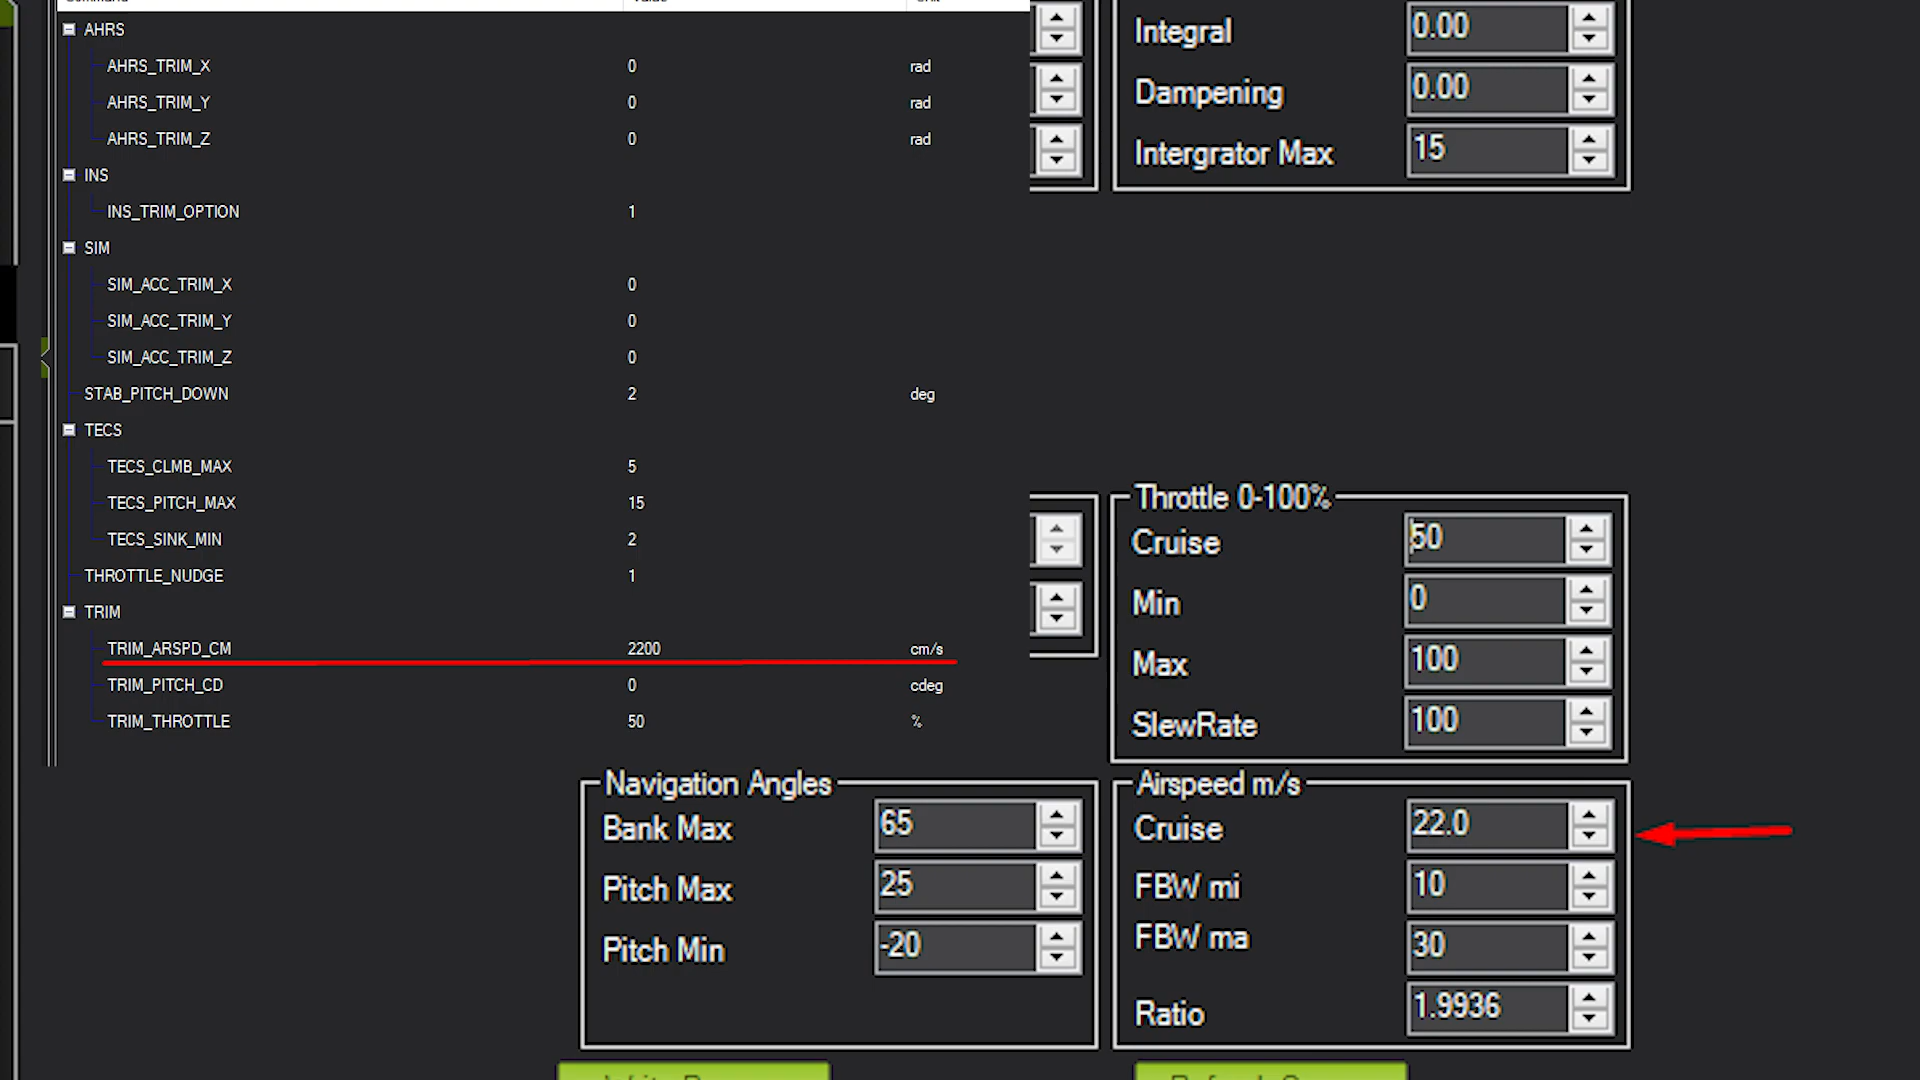 AHRS
AHRS_TRIM_X 0 rad
AHRS_TRIM_Y 0 rad
AHRS_TRIM_Z 0 rad
INS
INS_TRIM_OPTION 1
SIM
SIM_ACC_TRIM_X 0
SIM_ACC_TRIM_Y 0
SIM_ACC_TRIM_Z 0
STAB_PITCH_DOWN 2 deg
TECS
TECS_CLMB_MAX 5
TECS_PITCH_MAX 15
TECS_SINK_MIN 2
THROTTLE_NUDGE 1
TRIM
TRIM_ARSPD_CM 2200 cm/s
TRIM_PITCH_CD 0 cdeg
TRIM_THROTTLE 50 %
Integral 0.00
Dampening 0.00
Intergrator Max 15
Throttle 0-100%
Cruise 50
Min 0
Max 100
SlewRate 100
Navigation Angles
Bank Max 65
Pitch Max 25
Pitch Min -20
Airspeed m/s
Cruise 22.0
FBW mi 10
FBW ma 30
Ratio 1.9936